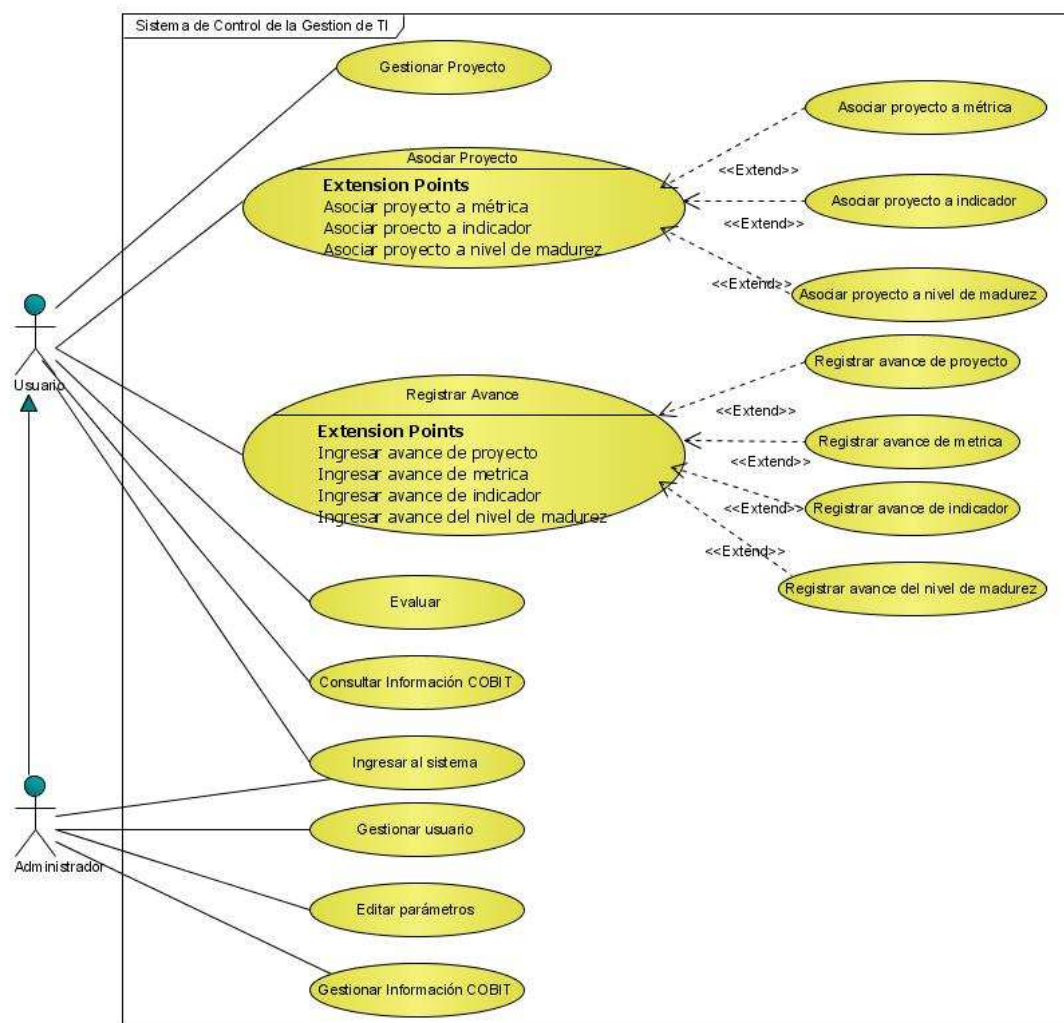 Sistema de Control de la Gestion de TI
Gestionar Proyecto
Asociar proyecto a métrica
Asociar Proyecto
Extension Points
Asociar proyecto a métrica
Asociar proecto a indicador
Asociar proyecto a nivel de madurez
<<Extend>>
Asociar proyecto a indicador
<<Extend>>
<<Extend>>
Asociar proyecto a nivel de madurez
Usuario
Registrar avance de proyecto
Registrar Avance
Extension Points
Ingresar avance de proyecto
Ingresar avance de metrica
Ingresar avance de indicador
Ingresar avance del nivel de madurez
<<Extend>>
Registrar avance de metrica
<<Extend>>
<<Extend>>
Registrar avance de indicador
<<Extend>>
Registrar avance del nivel de madurez
Evaluar
Consultar Información COBIT
Ingresar al sistema
Gestionar usuario
Administrador
Editar parámetros
Gestionar Información COBIT